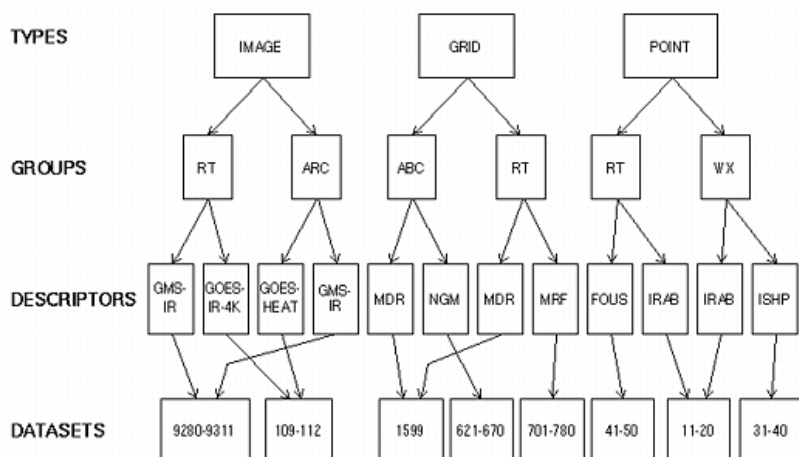 TYPES
IMAGE
GRID
POINT
GROUPS
RT
ARC
ABC
RT
RT
WX
DESCRIPTORS
GMS-
IR
GOES-
IR-4K
GOES-
HEAT
GMS-
IR
MDR
NGM
MDR
MRF
FOUS
IRAB
IRAB
ISHP
DATASETS
9280-9311
109-112
1599
621-670
701-780
41-50
11-20
31-40